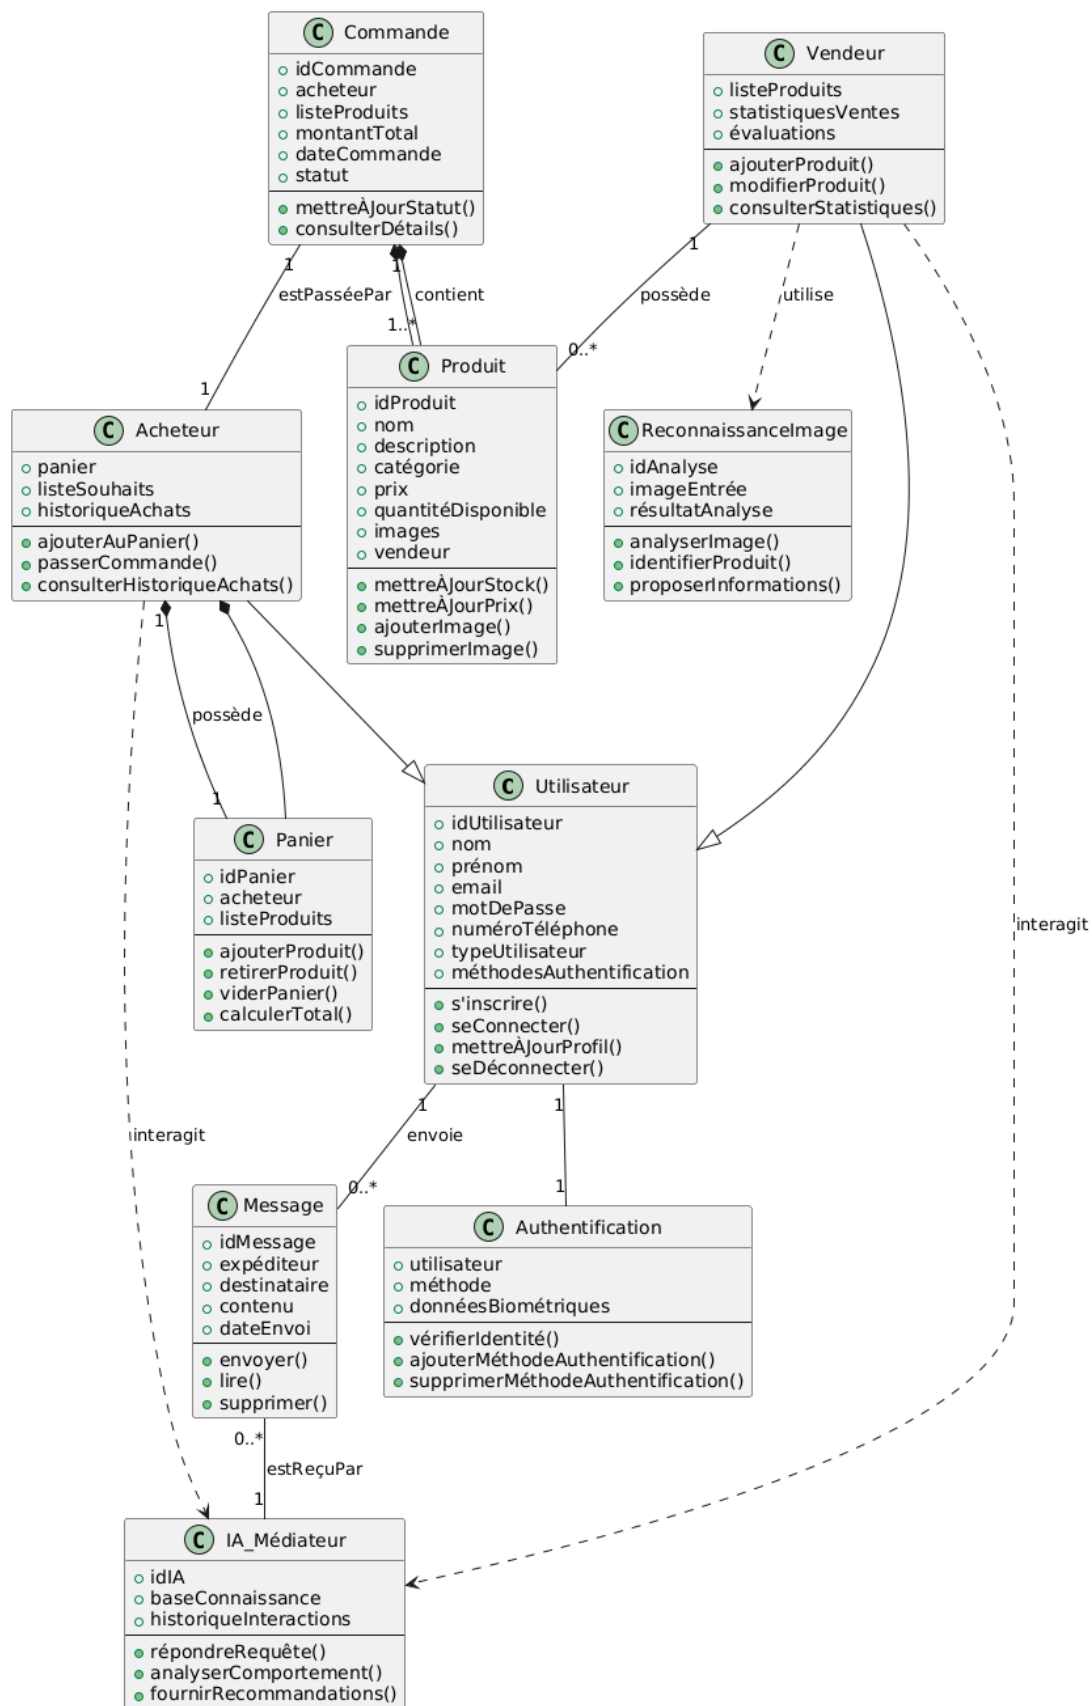 C Commande
idCommande
acheteur
listeProduits
montantTotal
dateCommande
statut
mettreÀJourStatut()
consulterDétails()
C Vendeur
listeProduits
statistiquesVentes
évaluations
ajouterProduit()
modifierProduit()
consulterStatistiques()
1
estPasséePar
1
1
contient
1..*
1
possède
0..*
utilise
C Produit
idProduit
nom
description
catégorie
prix
quantitéDisponible
images
vendeur
mettreÀJourStock()
mettreÀJourPrix()
ajouterImage()
supprimerImage()
C Acheteur
panier
listeSouhaits
historiqueAchats
ajouterAuPanier()
passerCommande()
consulterHistoriqueAchats()
C ReconnaissanceImage
idAnalyse
imageEntrée
résultatAnalyse
analyserImage()
identifierProduit()
proposerInformations()
1
possède
1
C Utilisateur
idUtilisateur
nom
prénom
email
motDePasse
numéroTéléphone
typeUtilisateur
méthodesAuthentification
s'inscrire()
seConnecter()
mettreÀJourProfil()
seDéconnecter()
C Panier
idPanier
acheteur
listeProduits
ajouterProduit()
retirerProduit()
viderPanier()
calculerTotal()
interagit
interagit
1
envoie
0..*
1
1
C Message
idMessage
expéditeur
destinataire
contenu
dateEnvoi
envoyer()
lire()
supprimer()
C Authentification
utilisateur
méthode
donnéesBiométriques
vérifierIdentité()
ajouterMéthodeAuthentification()
supprimerMéthodeAuthentification()
0..*
estReçuPar
1
C IA_Médiateur
idIA
baseConnaissance
historiqueInteractions
répondreRequête()
analyserComportement()
fournirRecommandations()